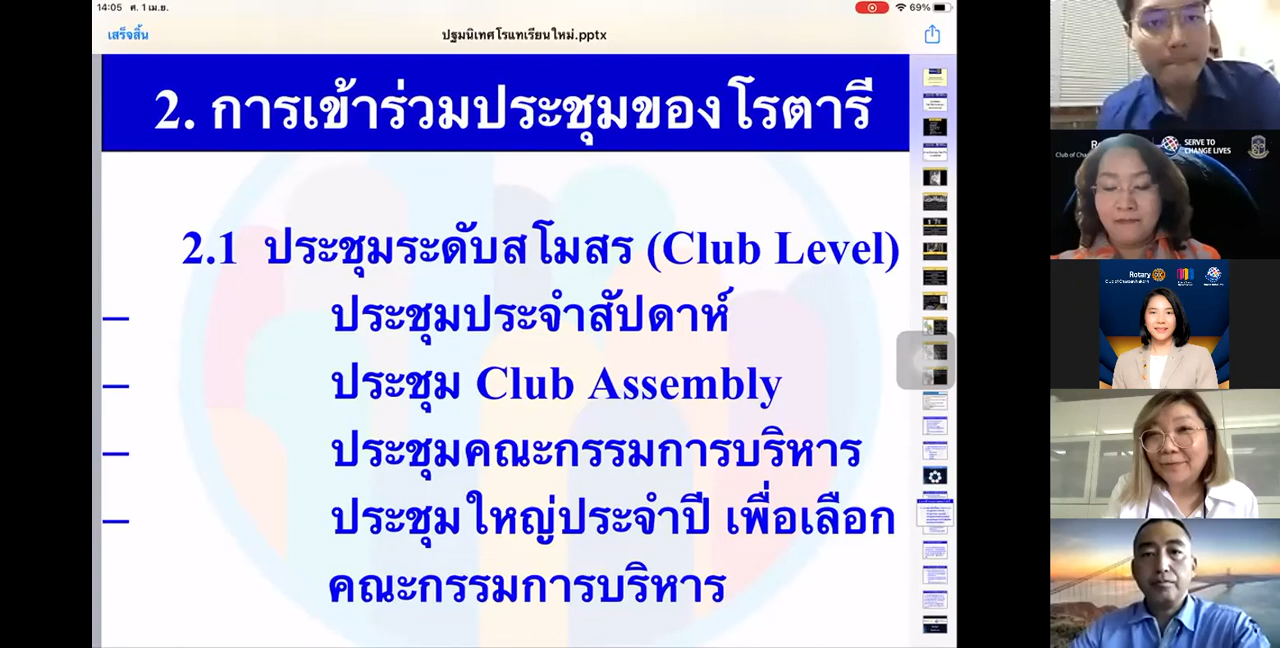 14:05 ศ. 1 เม.ย.
69%
เสร็จสิ้น
ปฐมนิเทศโรแทเรียนใหม่.pptx
2. การเข้าร่วมประชุมของโรตารี
2.1 ประชุมระดับสโมสร (Club Level)
– ประชุมประจำสัปดาห์
– ประชุม Club Assembly
– ประชุมคณะกรรมการบริหาร
– ประชุมใหญ่ประจำปี เพื่อเลือก
คณะกรรมการบริหาร
SERVE TO
CHANGE LIVES
Club of Cha
Rotary